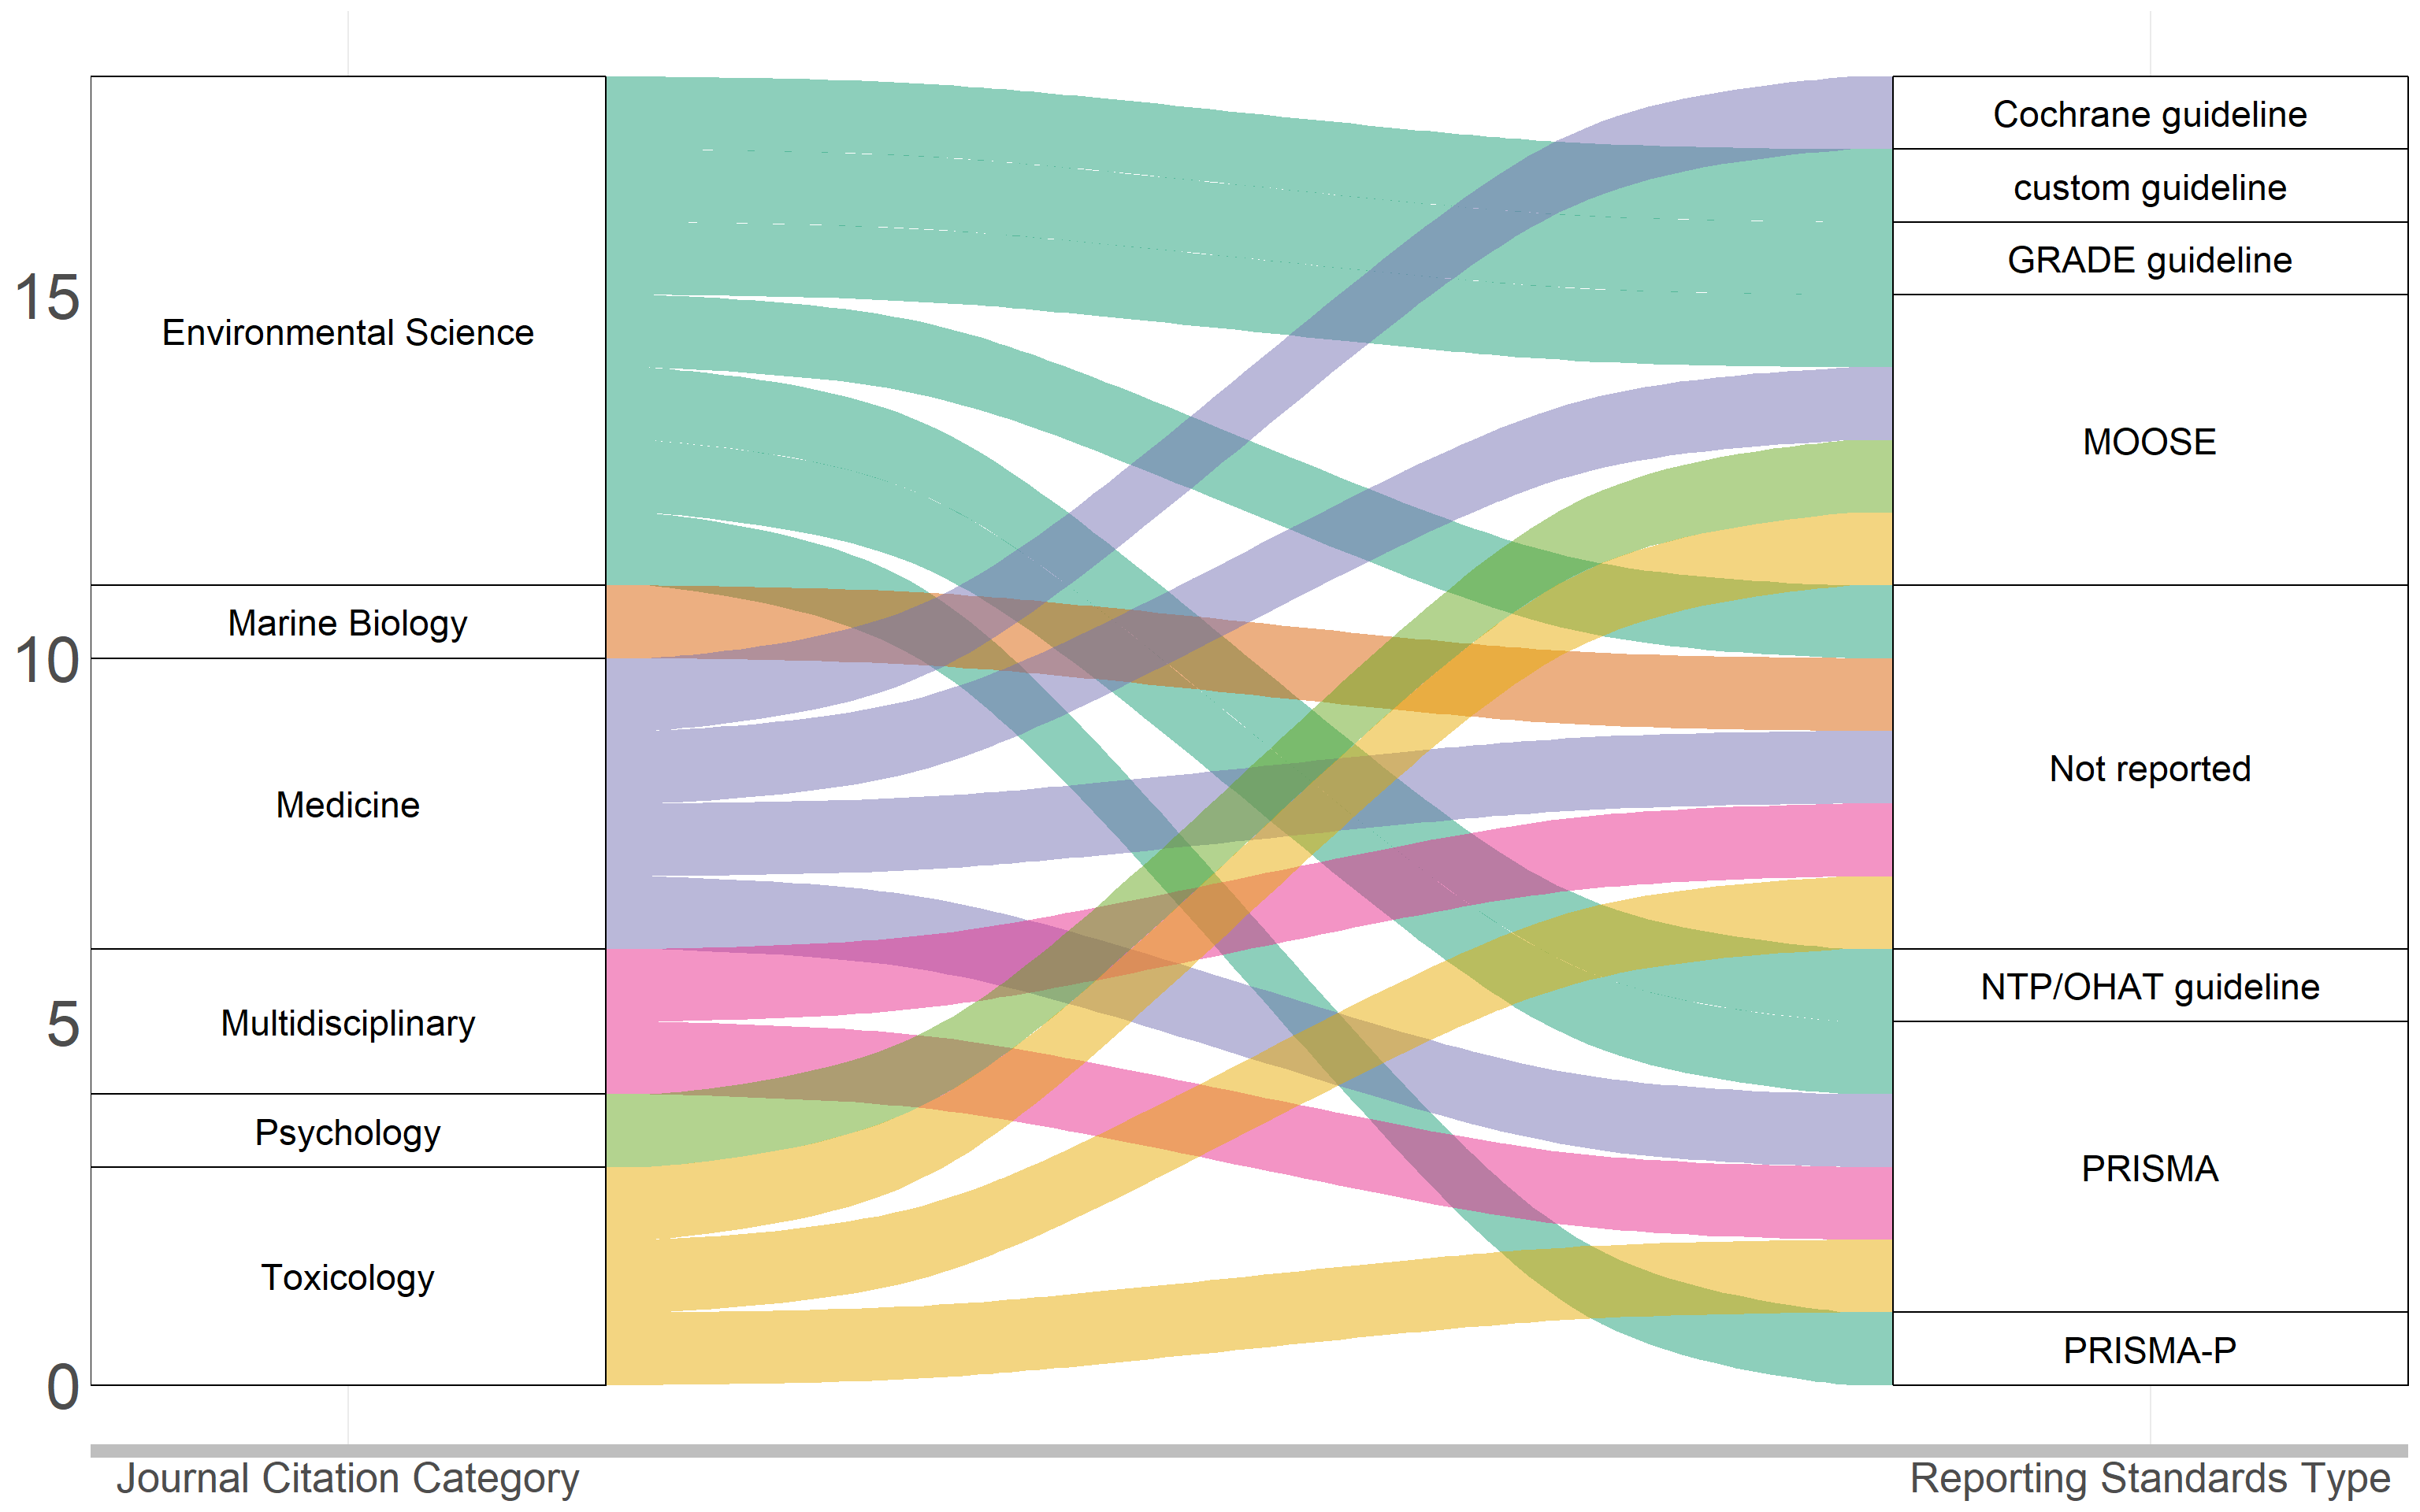 15
10
5
0
Environmental Science
Marine Biology
Medicine
Multidisciplinary
Psychology
Toxicology
Cochrane guideline
custom guideline
GRADE guideline
MOOSE
Not reported
NTP/OHAT guideline
PRISMA
PRISMA-P
Journal Citation Category
Reporting Standards Type